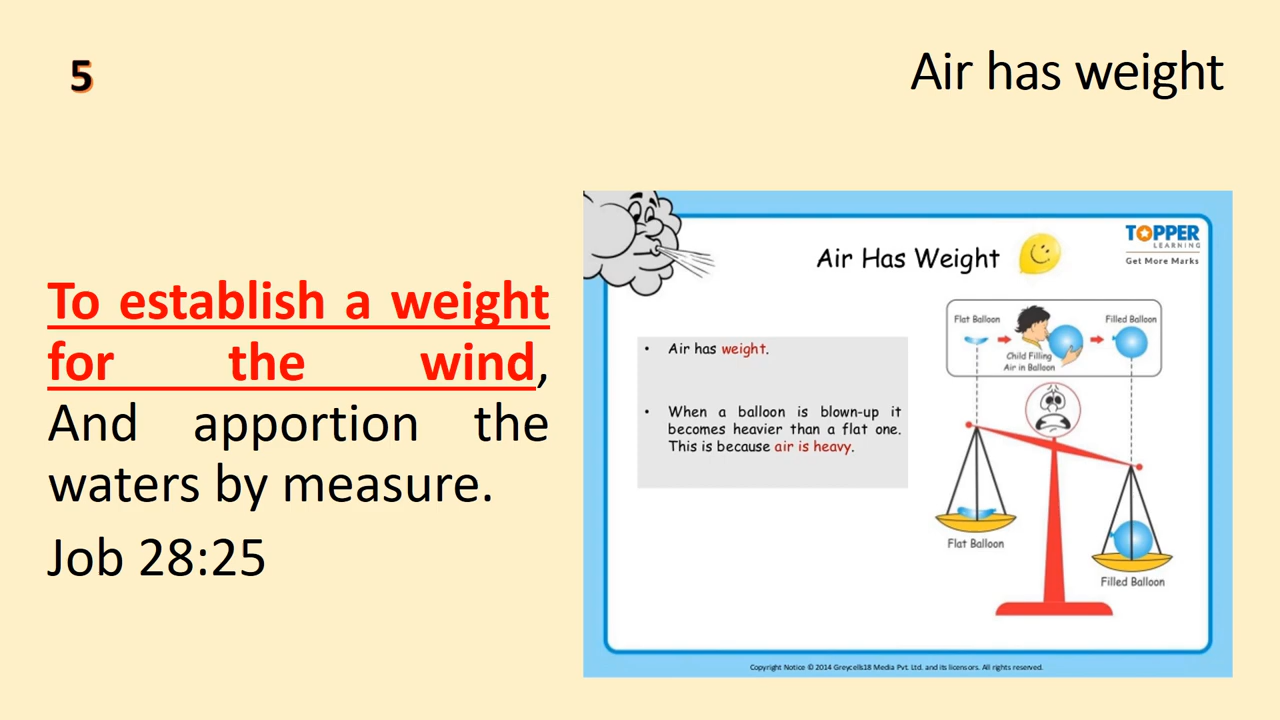 5
Air has weight
To establish a weight
for the wind,
And apportion the
waters by measure.
Job 28:25
Air Has Weight
TOPPER
LEARNING
Get More Marks
• Air has weight.
• When a balloon is blown-up it
becomes heavier than a flat one.
This is because air is heavy.
Flat Balloon
Filled Balloon
Child Filling
Air in Balloon
Flat Balloon
Filled Balloon
Copyright Notice © 2014 Greycells18 Media Pvt. Ltd. and its licensors. All rights reserved.